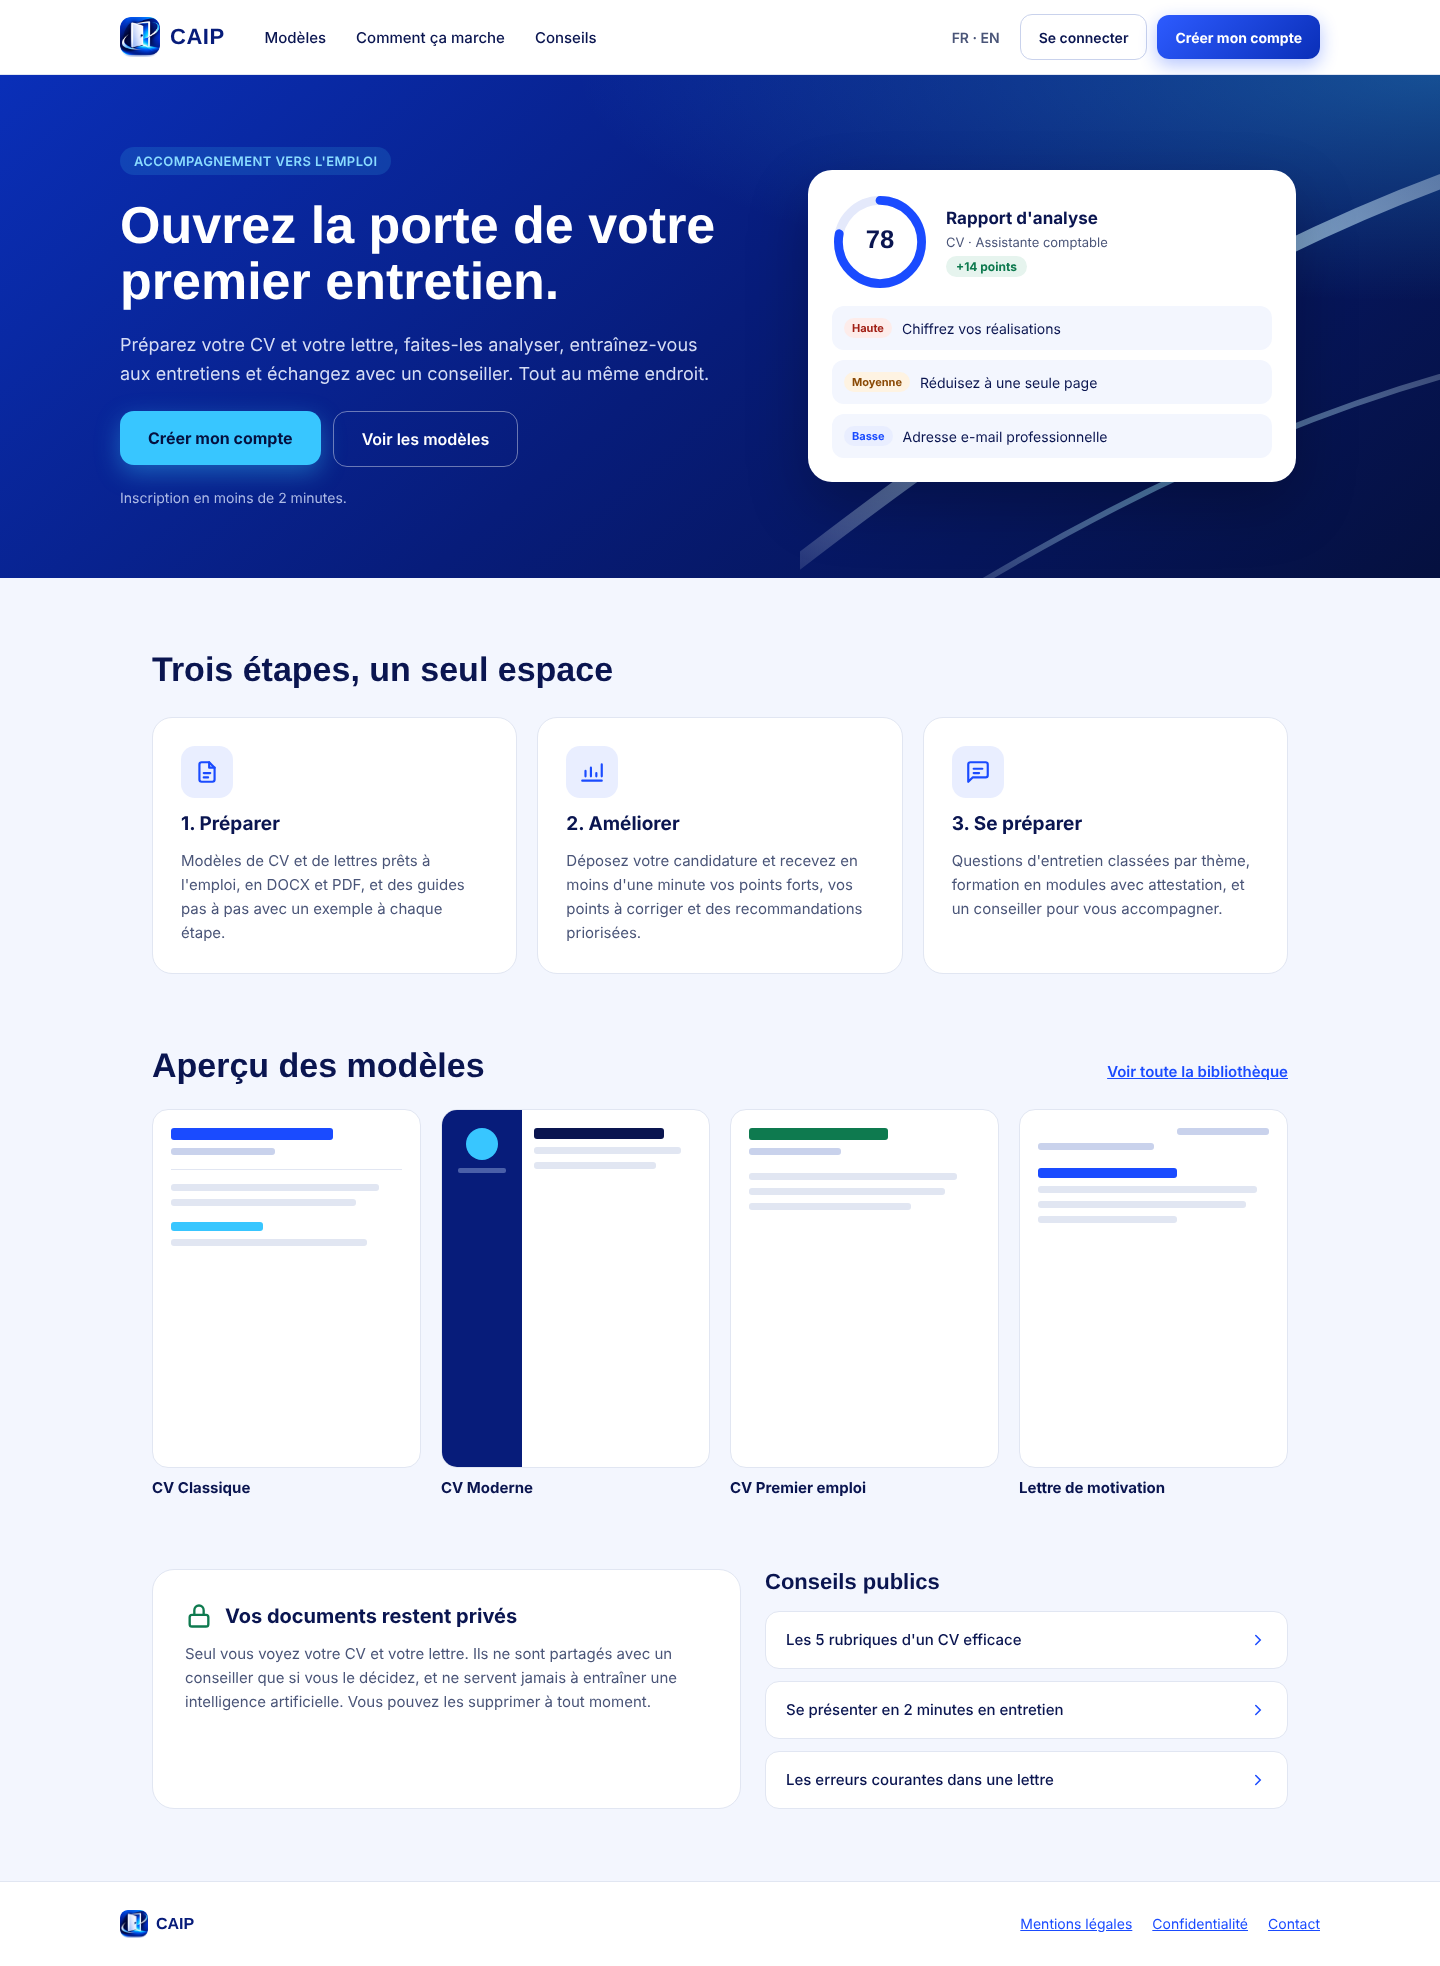 CAIP
Modèles
Comment ça marche
Conseils
FR · EN
Se connecter
Créer mon compte
ACCOMPAGNEMENT VERS L'EMPLOI
Ouvrez la porte de votre
premier entretien.
Préparez votre CV et votre lettre, faites-les analyser, entraînez-vous
aux entretiens et échangez avec un conseiller. Tout au même endroit.
Créer mon compte
Voir les modèles
Inscription en moins de 2 minutes.
78
Rapport d'analyse
CV · Assistante comptable
+14 points
Haute
Chiffrez vos réalisations
Moyenne
Réduisez à une seule page
Basse
Adresse e-mail professionnelle
Trois étapes, un seul espace
1. Préparer
Modèles de CV et de lettres prêts à
l'emploi, en DOCX et PDF, et des guides
pas à pas avec un exemple à chaque
étape.
2. Améliorer
Déposez votre candidature et recevez en
moins d'une minute vos points forts, vos
points à corriger et des recommandations
priorisées.
3. Se préparer
Questions d'entretien classées par thème,
formation en modules avec attestation, et
un conseiller pour vous accompagner.
Aperçu des modèles
Voir toute la bibliothèque
CV Classique
CV Moderne
CV Premier emploi
Lettre de motivation
Vos documents restent privés
Seul vous voyez votre CV et votre lettre. Ils ne sont partagés avec un
conseiller que si vous le décidez, et ne servent jamais à entraîner une
intelligence artificielle. Vous pouvez les supprimer à tout moment.
Conseils publics
Les 5 rubriques d'un CV efficace
Se présenter en 2 minutes en entretien
Les erreurs courantes dans une lettre
CAIP
Mentions légales
Confidentialité
Contact